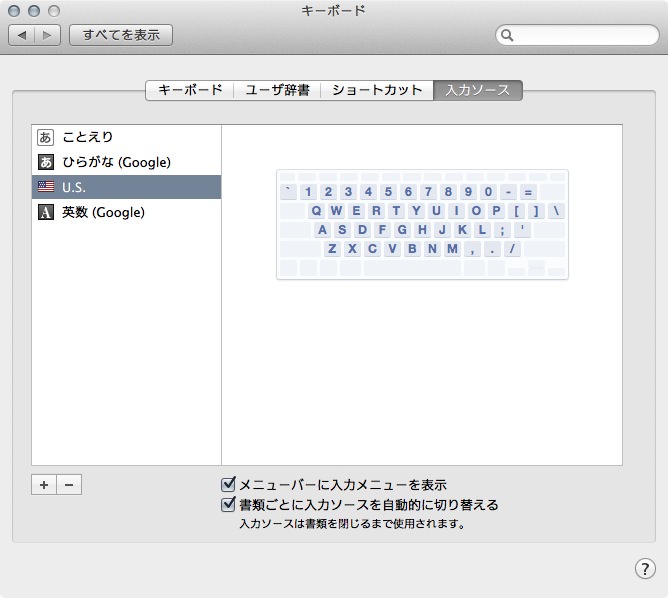 キーボード
すべてを表示
キーボード ユーザ辞書 ショートカット 入力ソース
あ ことえり
あ ひらがな (Google)
U.S.
A 英数 (Google)
` 1 2 3 4 5 6 7 8 9 0 - =
Q W E R T Y U I O P [ ] \
A S D F G H J K L ; '
Z X C V B N M , . /
+ −
メニューバーに入力メニューを表示
書類ごとに入力ソースを自動的に切り替える
入力ソースは書類を閉じるまで使用されます。
?